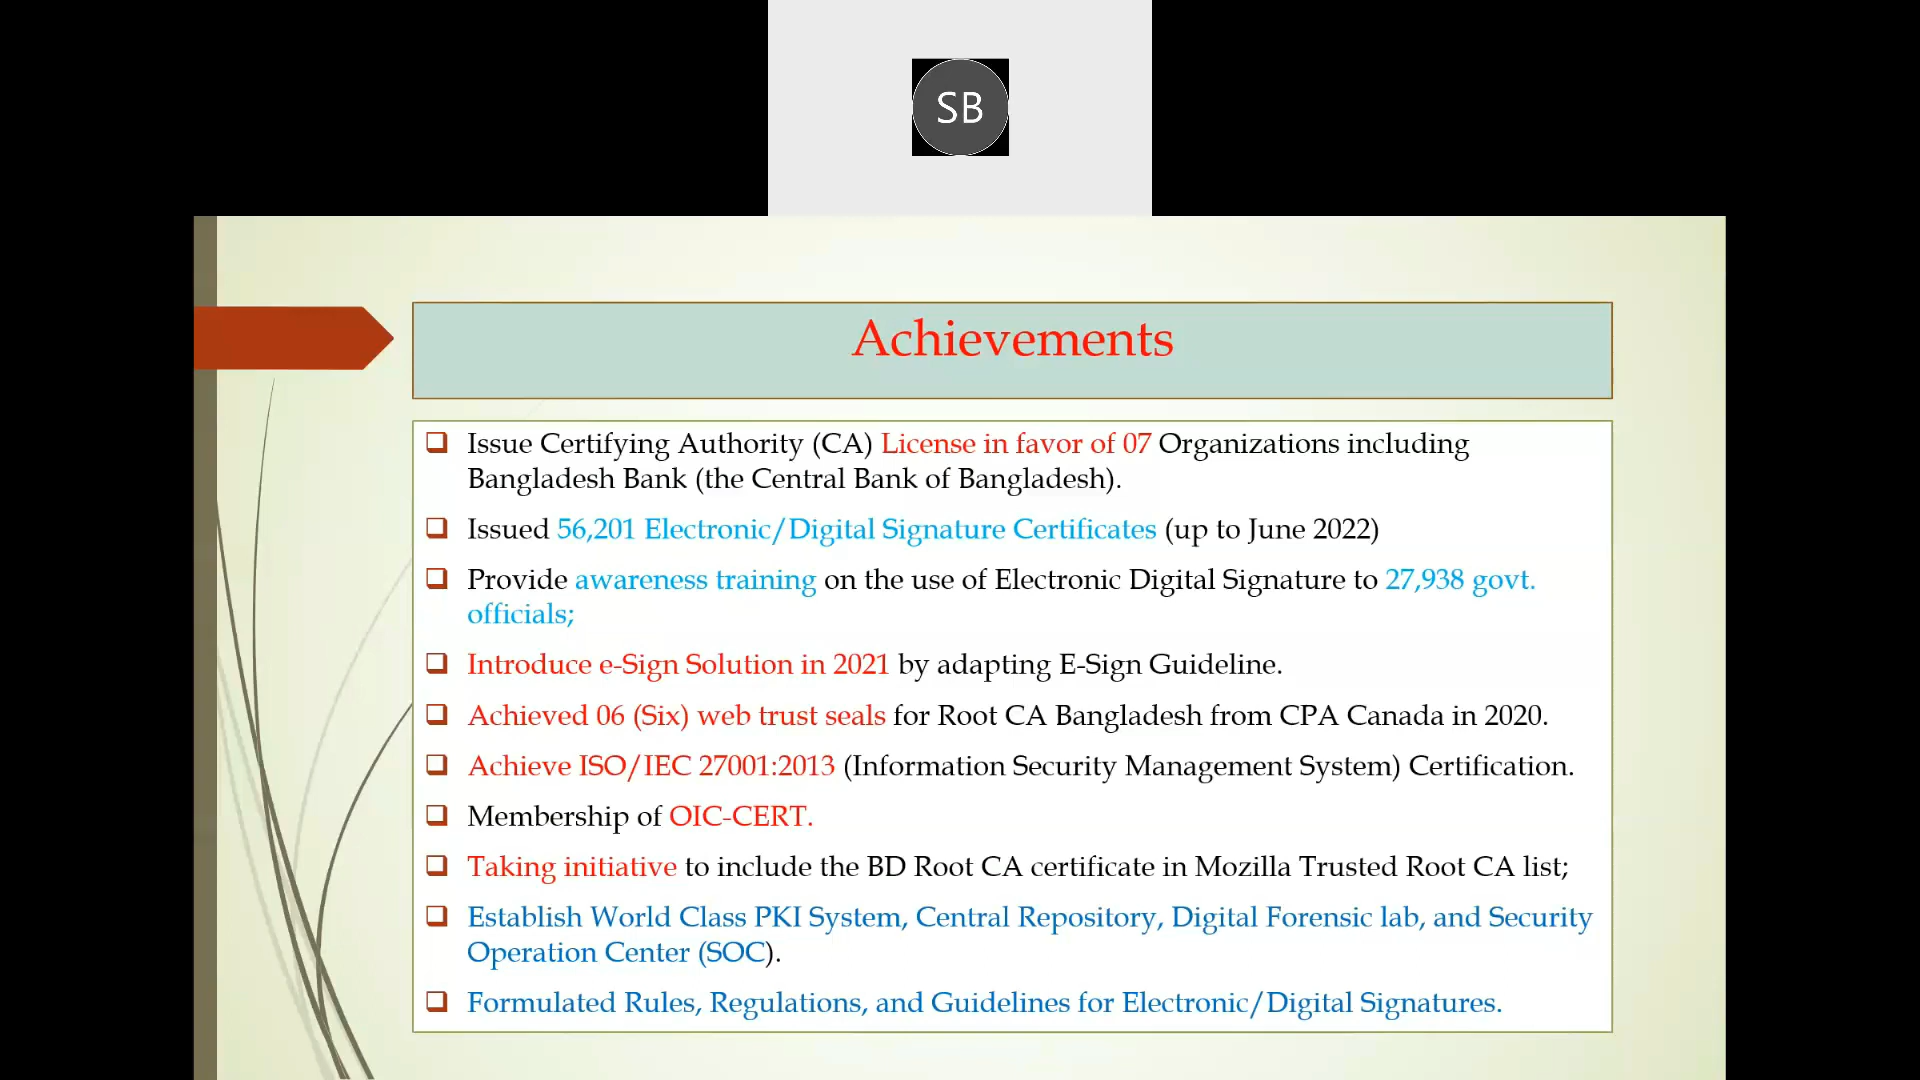 SB
Achievements
Issue Certifying Authority (CA) License in favor of 07 Organizations including
Bangladesh Bank (the Central Bank of Bangladesh).
Issued 56,201 Electronic/Digital Signature Certificates (up to June 2022)
Provide awareness training on the use of Electronic Digital Signature to 27,938 govt.
officials;
Introduce e-Sign Solution in 2021 by adapting E-Sign Guideline.
Achieved 06 (Six) web trust seals for Root CA Bangladesh from CPA Canada in 2020.
Achieve ISO/IEC 27001:2013 (Information Security Management System) Certification.
Membership of OIC-CERT.
Taking initiative to include the BD Root CA certificate in Mozilla Trusted Root CA list;
Establish World Class PKI System, Central Repository, Digital Forensic lab, and Security
Operation Center (SOC).
Formulated Rules, Regulations, and Guidelines for Electronic/Digital Signatures.